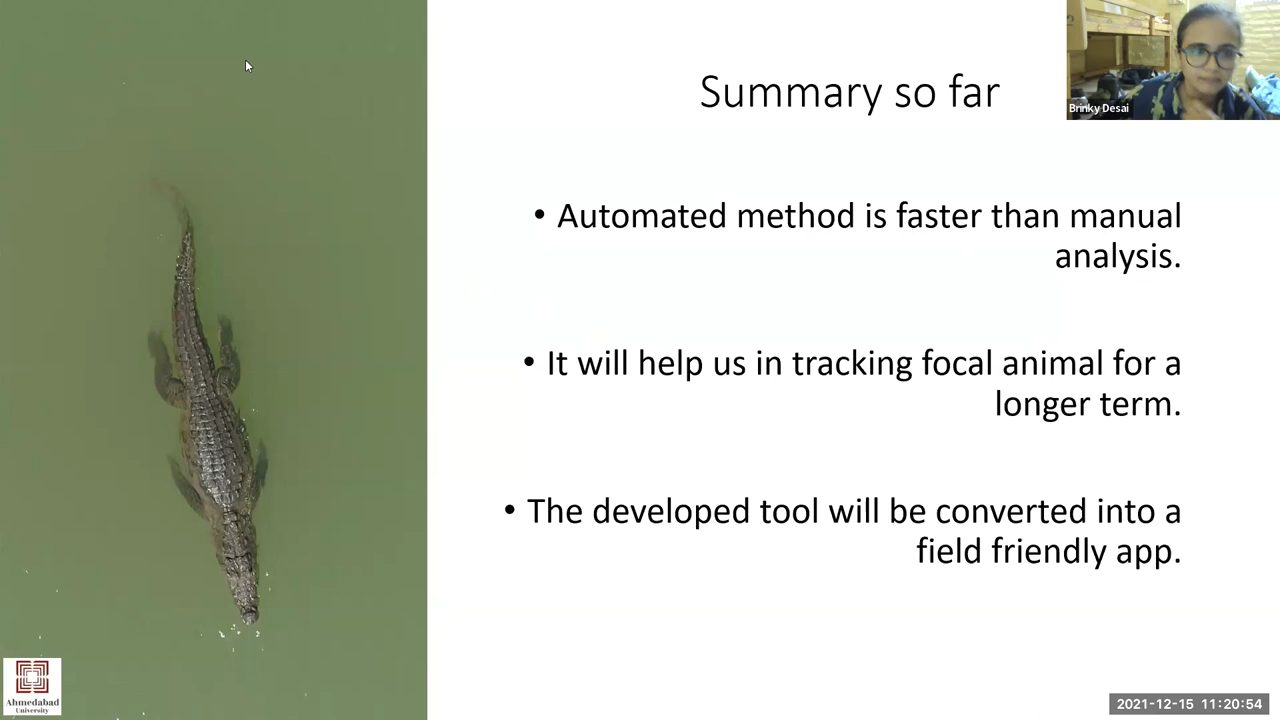 Summary so far
Brinky Desai
• Automated method is faster than manual
analysis.
• It will help us in tracking focal animal for a
longer term.
• The developed tool will be converted into a
field friendly app.
Ahmedabad
University
2021-12-15 11:20:54